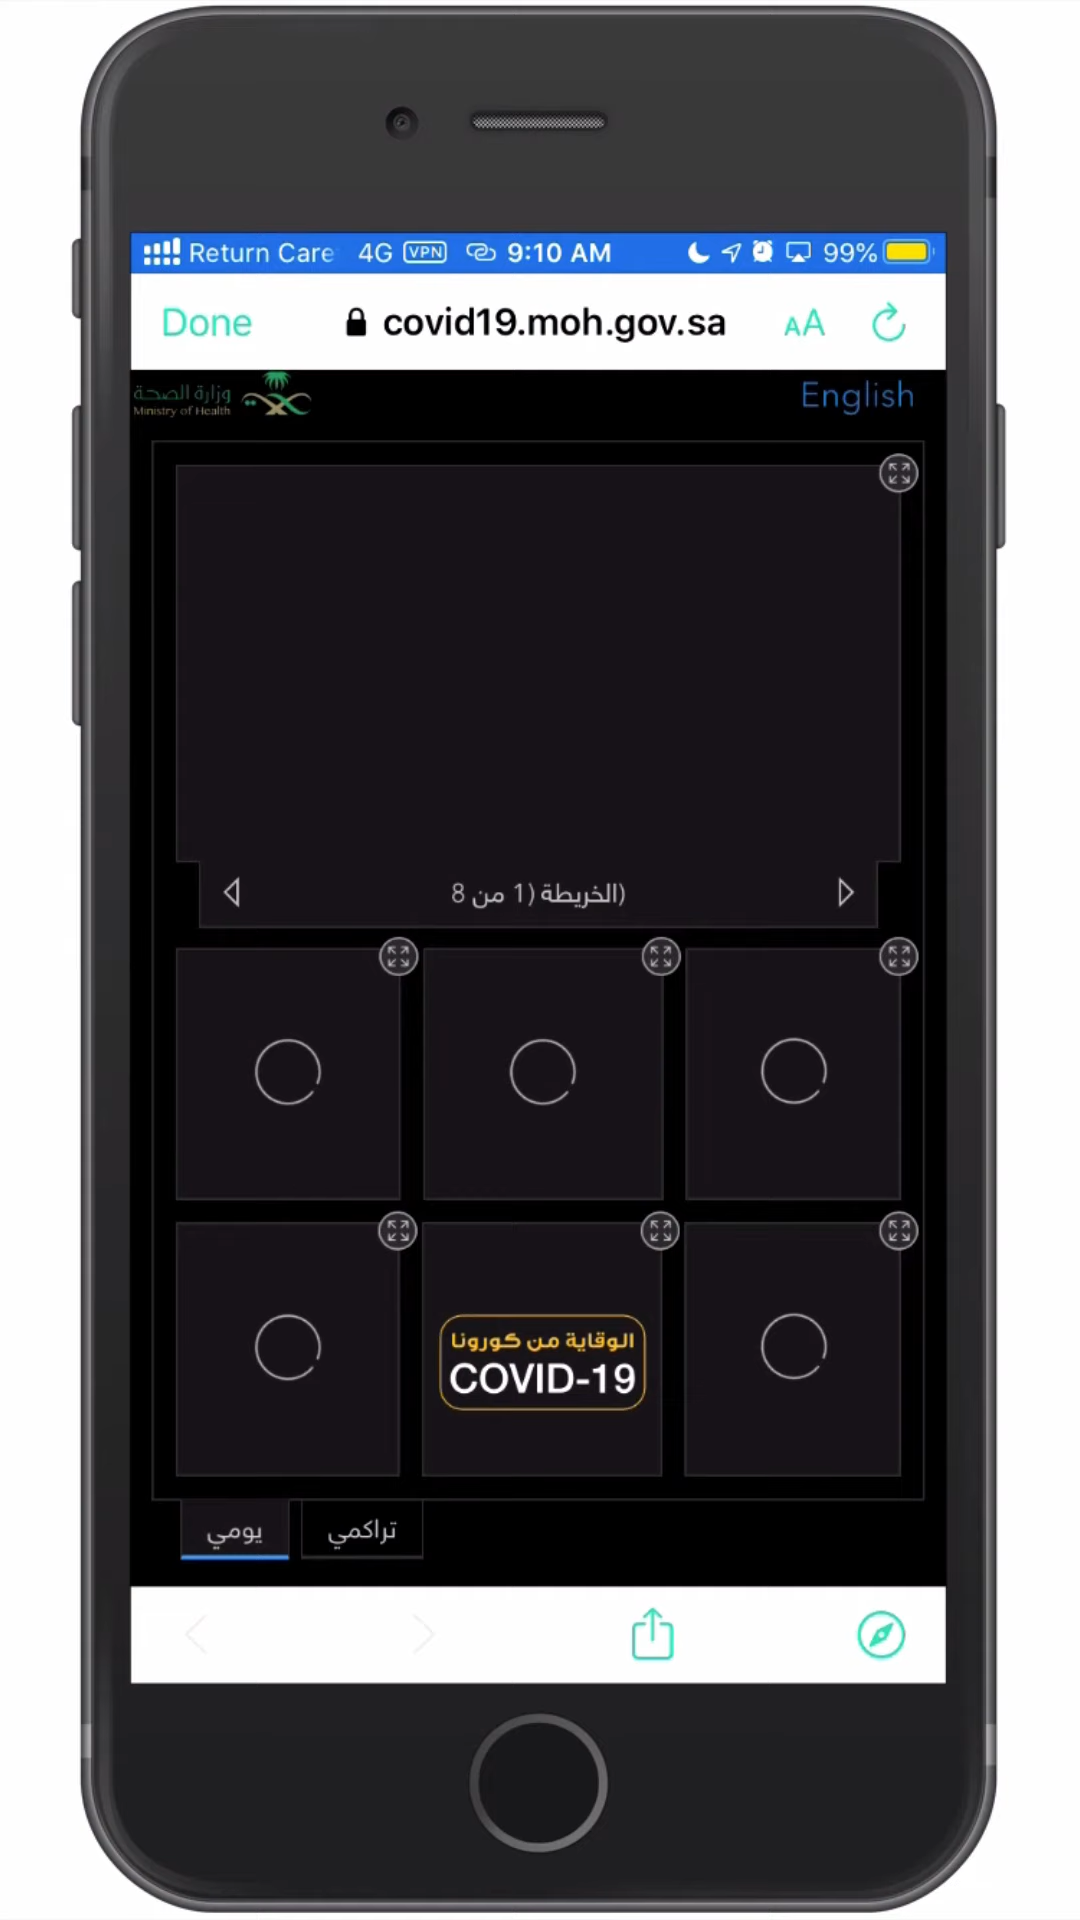 Return Care 4G VPN 9:10 AM 99%
Done covid19.moh.gov.sa AA
وزارة الصحة
Ministry of Health
English
(الخريطة (1 من 8
الوقاية من كورونا
COVID-19
يومي تراكمي